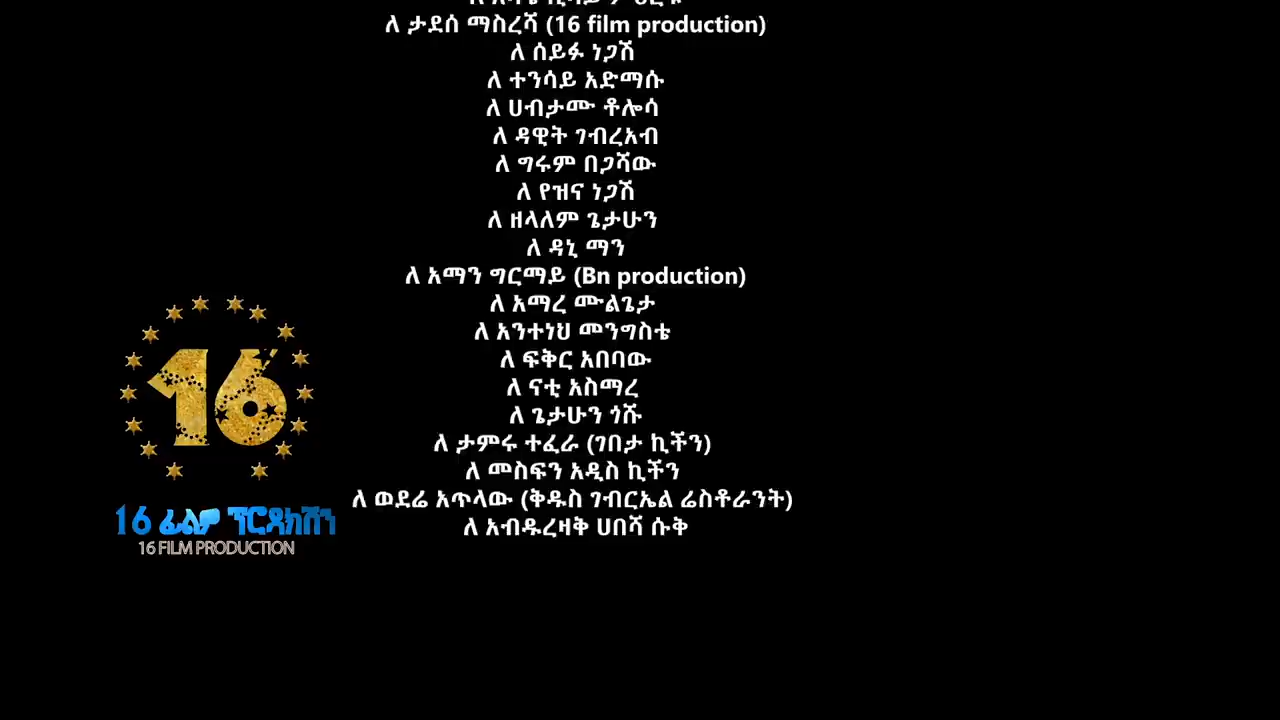 ለ ታደሰ ማስረሻ (16 film production)
ለ ሰይፉ ነጋሽ
ለ ተንሳይ አድማሱ
ለ ሀብታሙ ቶሎሳ
ለ ዳዊት ገብረአብ
ለ ግሩም በጋሻው
ለ የዝና ነጋሽ
ለ ዘላለም ጌታሁን
ለ ዳኒ ማን
ለ አማን ግርማይ (Bn production)
ለ አማረ ሙልጌታ
ለ አንተነህ መንግስቴ
ለ ፍቅር አበባው
ለ ናቲ አስማረ
ለ ጌታሁን ጎሹ
ለ ታምሩ ተፈራ (ገበታ ኪችን)
ለ መስፍን አዲስ ኪችን
ለ ወደሬ አጥላው (ቅዱስ ገብርኤል ሬስቶራንት)
ለ አብዱረዛቅ ሀበሻ ሱቅ
16
16 ፊልም ፕሮዳክሽን
16 FILM PRODUCTION